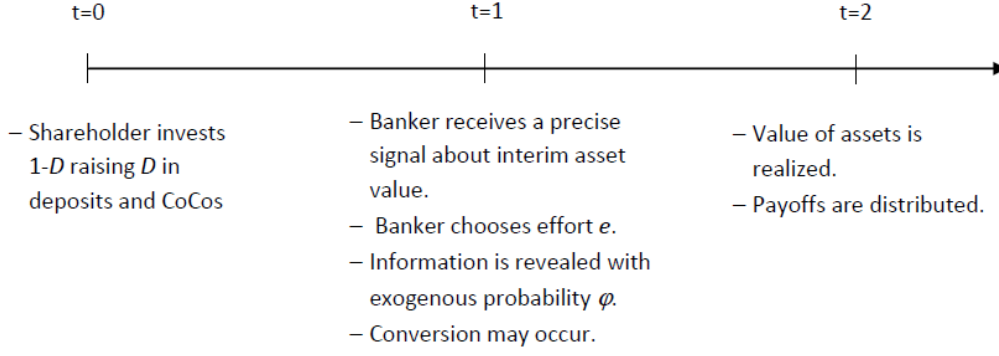 t=0
t=1
t=2
– Shareholder invests
1-D raising D in
deposits and CoCos
– Banker receives a precise
signal about interim asset
value.
– Banker chooses effort e.
– Information is revealed with
exogenous probability φ.
– Conversion may occur.
– Value of assets is
realized.
– Payoffs are distributed.